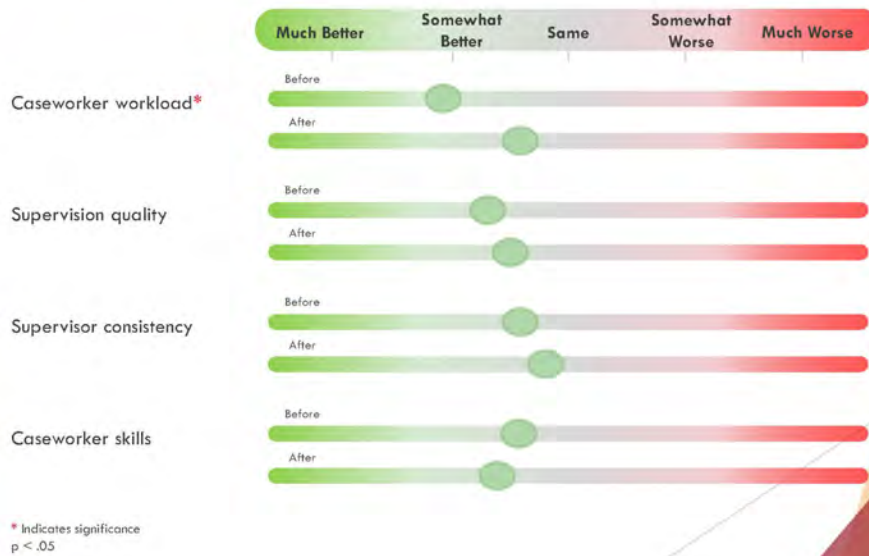 Much Better
Somewhat
Better
Same
Somewhat
Worse
Much Worse
Caseworker workload*
Before
After
Supervision quality
Before
After
Supervisor consistency
Before
After
Caseworker skills
Before
After
* Indicates significance
p < .05